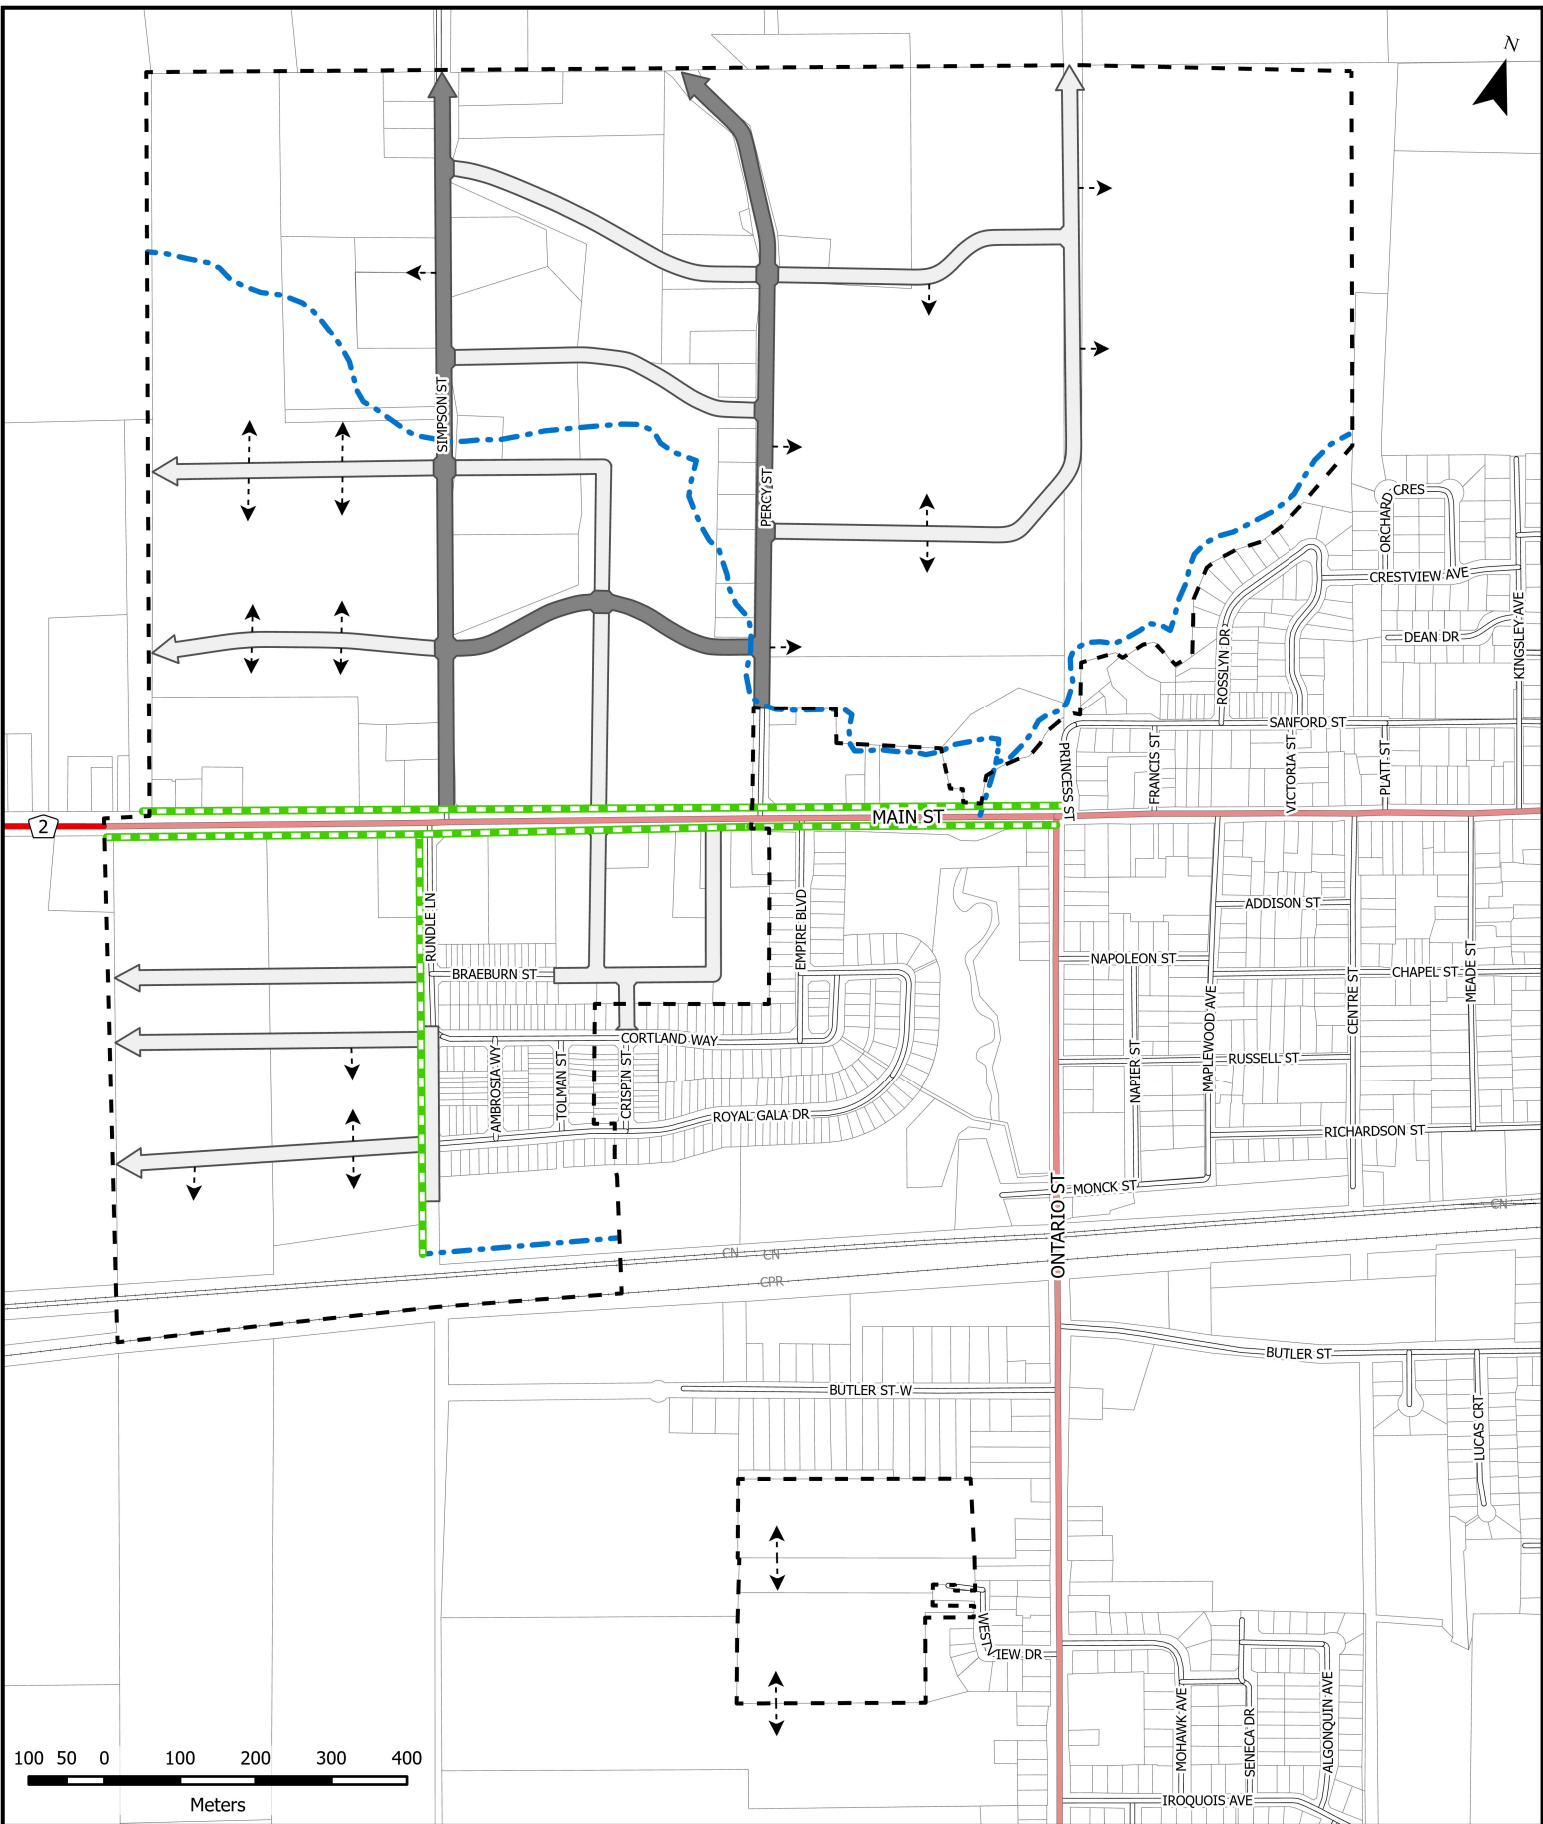 N
SIMPSON ST
PERCY ST
ORCHARD
CRES
CRESTVIEW AVE
DEAN DR
KINGSLEY AVE
ROSSLYN DR
SANFORD ST
PRINCESS ST
FRANCIS ST
VICTORIA ST
PLATT ST
2
MAIN ST
RUNDLE LN
EMPIRE BLVD
ADDISON ST
BRAEBURN ST
NAPOLEON ST
CHAPEL ST
MEADE ST
MAPLEWOOD AVE
CENTRE ST
CORTLAND WAY
AMBROSIA WY
TOLMAN ST
CRISPIN ST
NAPIER ST
RUSSELL ST
ROYAL GALA DR
RICHARDSON ST
ONTARIO ST
MONCK ST
CN
CN
CN
CPR
BUTLER ST
BUTLER ST W
LUCAS CRT
WESTVIEW DR
MOHAWK AVE
SENECA DR
ALGONQUIN AVE
IROQUOIS AVE
100 50 0 100 200 300 400
Meters